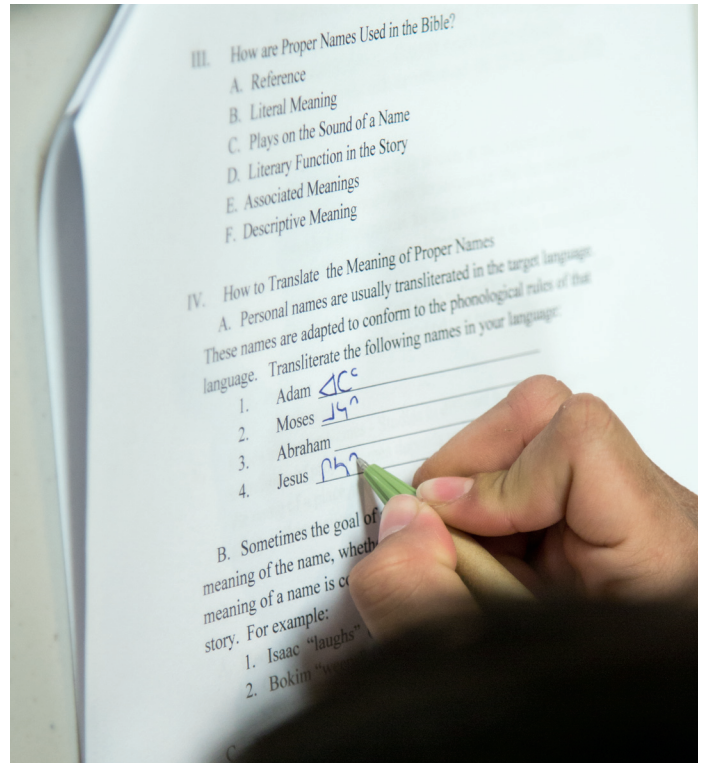 III. How are Proper Names Used in the Bible?
A. Reference
B. Literal Meaning
C. Plays on the Sound of a Name
D. Literary Function in the Story
E. Associated Meanings
F. Descriptive Meaning
IV. How to Translate the Meaning of Proper Names
A. Personal names are usually transliterated in the target language.
These names are adapted to conform to the phonological rules of that
language. Transliterate the following names in your language:
1. Adam ᐊᑕᒼ
2. Moses ᒧᓴᔅ
3. Abraham
4. Jesus
B. Sometimes the goal of
meaning of the name,
meaning of a name is
story. For example:
1. Isaac "laughs"
2. Bokim
C